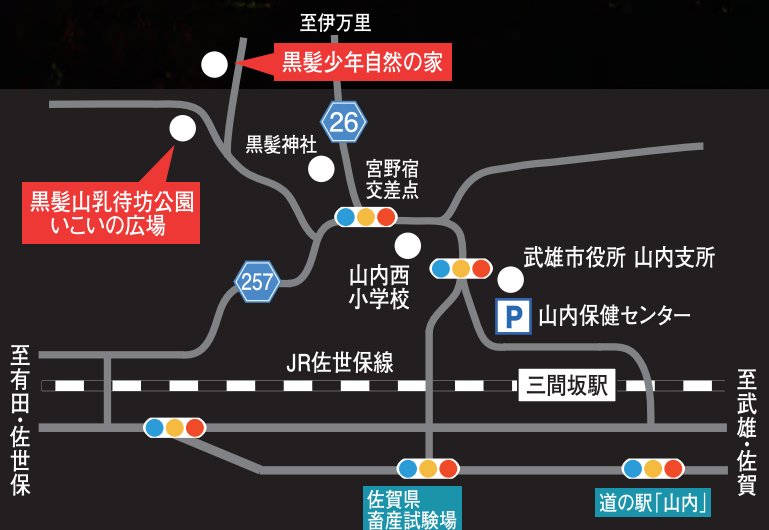 至伊万里
黒髪少年自然の家
26
黒髪神社
宮野宿
交差点
黒髪山乳待坊公園
いこいの広場
武雄市役所 山内支所
山内西
小学校
257
P
山内保健センター
至有田・佐世保
JR佐世保線
三間坂駅
至武雄・佐賀
佐賀県
畜産試験場
道の駅「山内」